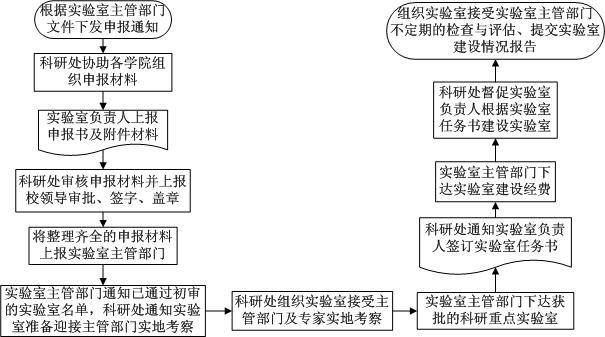 根据实验室主管部门
文件下发申报通知
科研处协助各学院组
织申报材料
实验室负责人上报
申报书及附件材料
科研处审核申报材料并上报
校领导审批、签字、盖章
将整理齐全的申报材料
上报实验室主管部门
实验室主管部门通知已通过初审
的实验室名单，科研处通知实验
室准备迎接主管部门实地考察
科研处组织实验室接受主
管部门及专家实地考察
实验室主管部门下达获
批的科研重点实验室
科研处通知实验室负责
人签订实验室任务书
实验室主管部门下
达实验室建设经费
科研处督促实验室
负责人根据实验室
任务书建设实验室
组织实验室接受实验室主管部门
不定期的检查与评估、提交实验室
建设情况报告